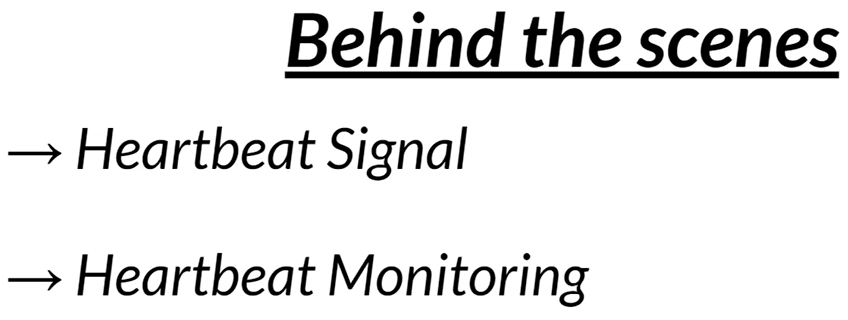 Behind the scenes
→ Heartbeat Signal
→ Heartbeat Monitoring